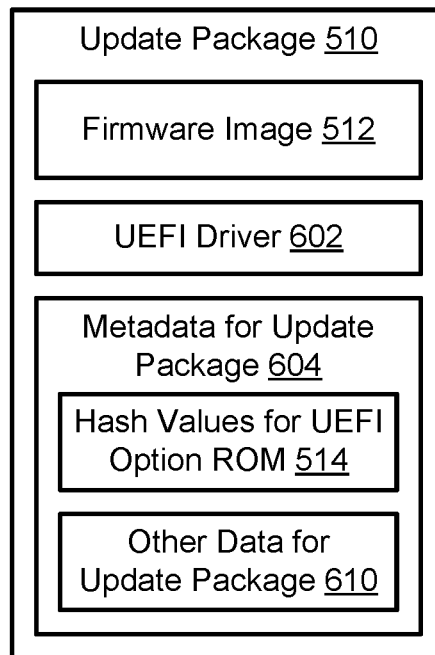 Update Package 510
Firmware Image 512
UEFI Driver 602
Metadata for Update
Package 604
Hash Values for UEFI
Option ROM 514
Other Data for
Update Package 610